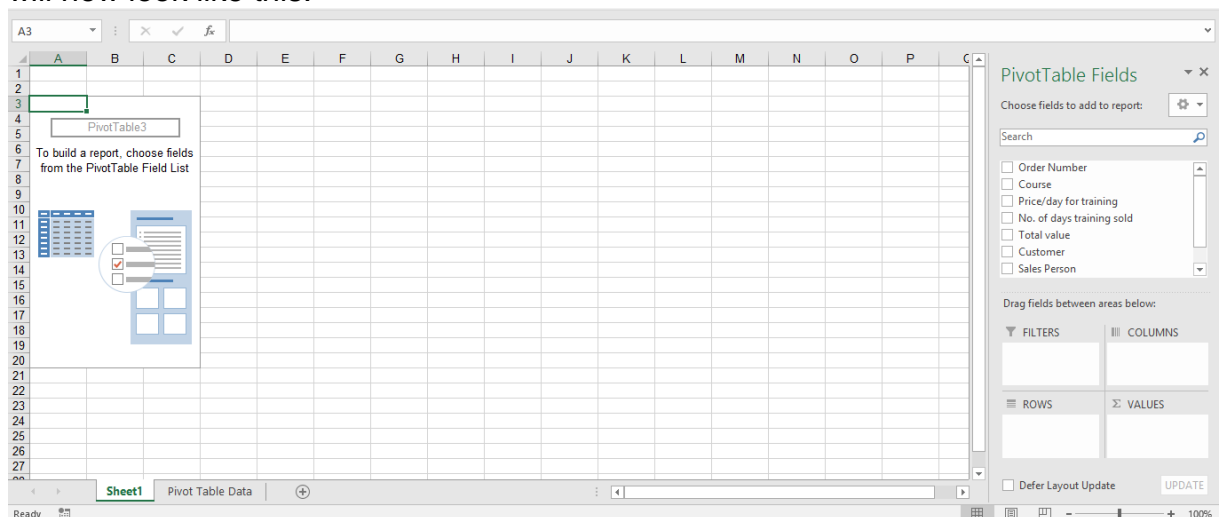 A3
fx
A B C D E F G H I J K L M N O P
1
2
3
4
5
6
7
8
9
10
11
12
13
14
15
16
17
18
19
20
21
22
23
24
25
26
27
PivotTable3
To build a report, choose fields
from the PivotTable Field List
PivotTable Fields
Choose fields to add to report:
Search
Order Number
Course
Price/day for training
No. of days training sold
Total value
Customer
Sales Person
Drag fields between areas below:
FILTERS
COLUMNS
ROWS
Σ VALUES
Defer Layout Update
UPDATE
Sheet1
Pivot Table Data
Ready
100%